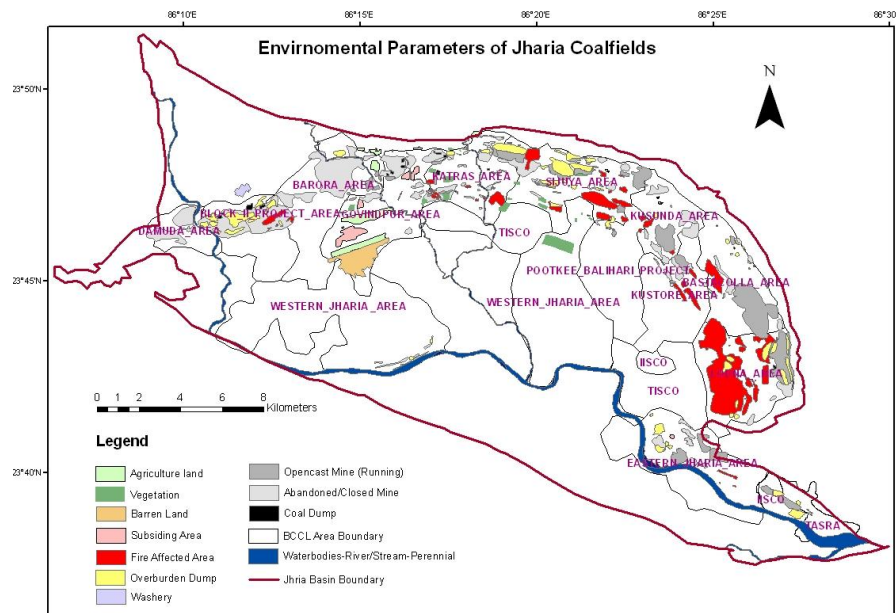 86°10'E
86°15'E
86°20'E
86°25'E
86°30
Envirnomental Parameters of Jharia Coalfields
N
23°50'N
23°45'N
23°40'N
BARORA_AREA
KATRAS_AREA
SIJUYA_AREA
BLOCK_II_PROJECT_AREA
GOVINDPUR_AREA
KUSUNDA_AREA
DAMUDA_AREA
TISCO
POOTKEE_BALIHARI_PROJECT
BASTACOLLA_AREA
WESTERN_JHARIA_AREA
WESTERN_JHARIA_AREA
KUSTORE_AREA
IISCO
TISCO
EASTERN_JHARIA_AREA
IISCO
TASRA
0 1 2 4 6 8
Kilometers
Legend
Agriculture land
Vegetation
Barren Land
Subsiding Area
Fire Affected Area
Overburden Dump
Washery
Opencast Mine (Running)
Abandoned/Closed Mine
Coal Dump
BCCL Area Boundary
Waterbodies-River/Stream-Perennial
Jhria Basin Boundary